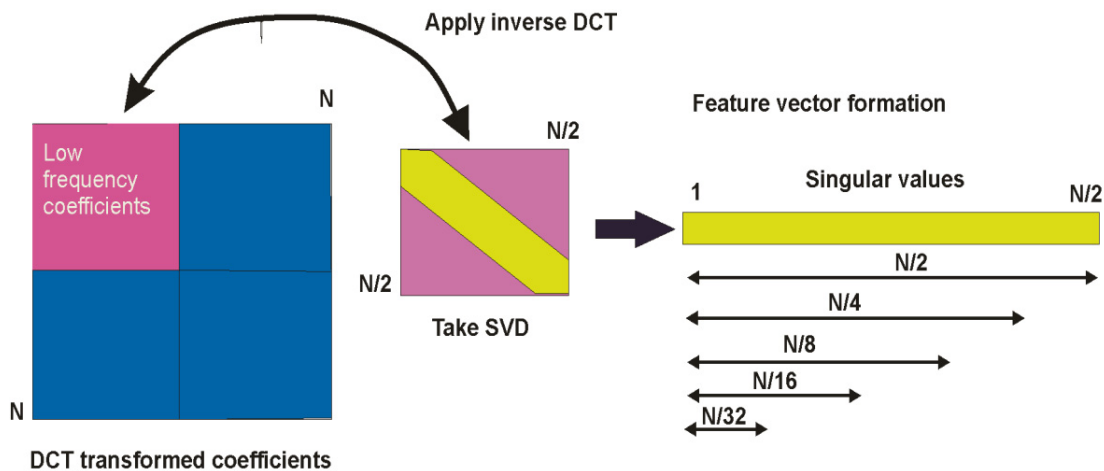 Apply inverse DCT
N
Low
frequency
coefficients
N
DCT transformed coefficients
N/2
N/2
Take SVD
Feature vector formation
Singular values
1
N/2
N/2
N/4
N/8
N/16
N/32